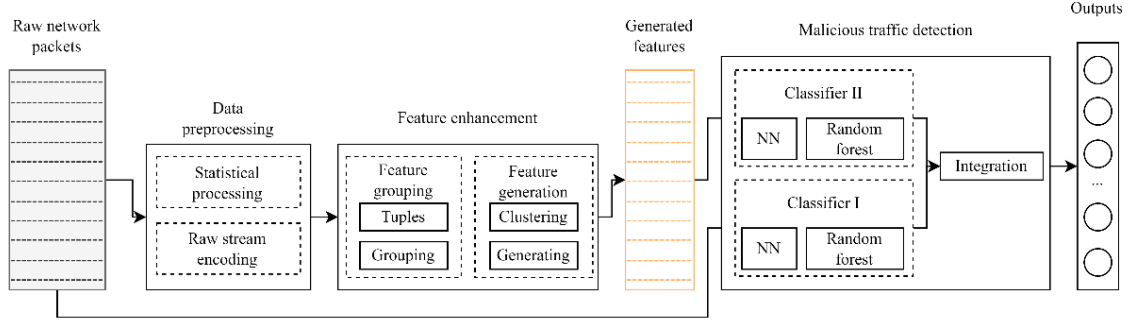 Raw network
packets
Data
preprocessing
Statistical
processing
Raw stream
encoding
Feature enhancement
Feature
grouping
Tuples
Grouping
Feature
generation
Clustering
Generating
Generated
features
Malicious traffic detection
Classifier II
NN
Random
forest
Classifier I
NN
Random
forest
Integration
Outputs
...